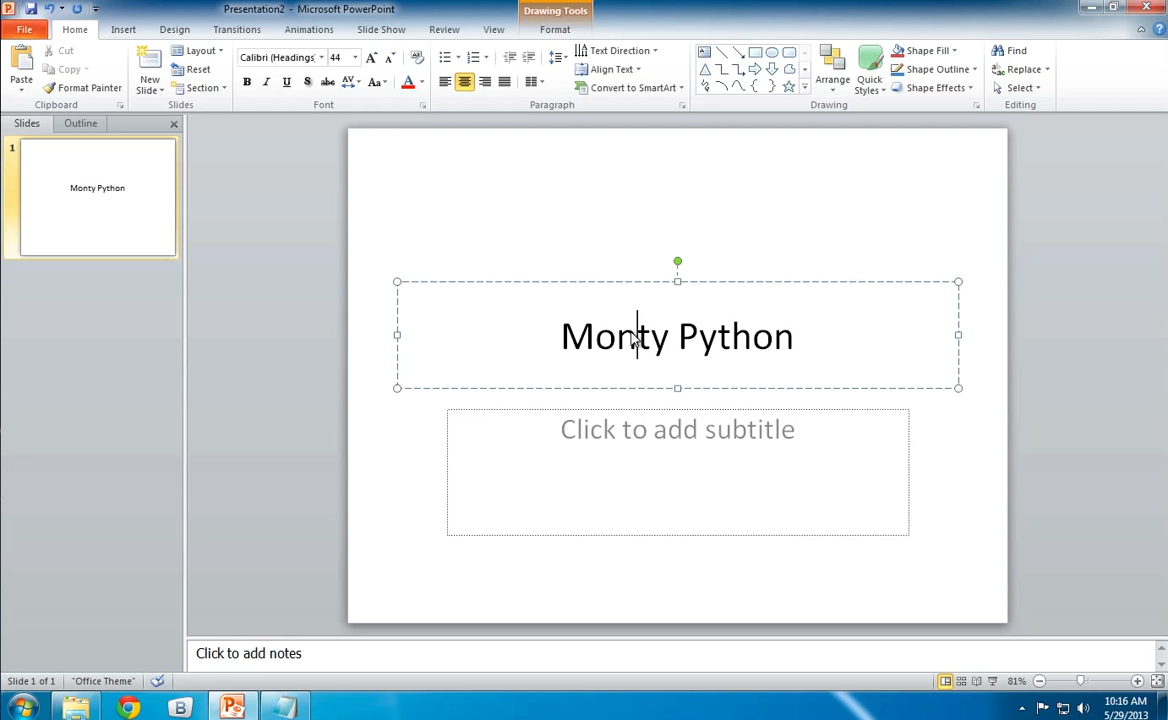 Presentation2 - Microsoft PowerPoint
Drawing Tools
File Home Insert Design Transitions Animations Slide Show Review View Format
Paste
Cut
Copy
Format Painter
Clipboard
New Slide
Layout
Reset
Section
Slides
Calibri (Headings)
44
B I U S abc AV Aa A
Font
Text Direction
Align Text
Convert to SmartArt
Paragraph
Arrange
Quick Styles
Shape Fill
Shape Outline
Shape Effects
Drawing
Find
Replace
Select
Editing
Slides Outline
1
Monty Python
Monty Python
Click to add subtitle
Click to add notes
Slide 1 of 1
"Office Theme"
81%
10:16 AM
5/29/2013